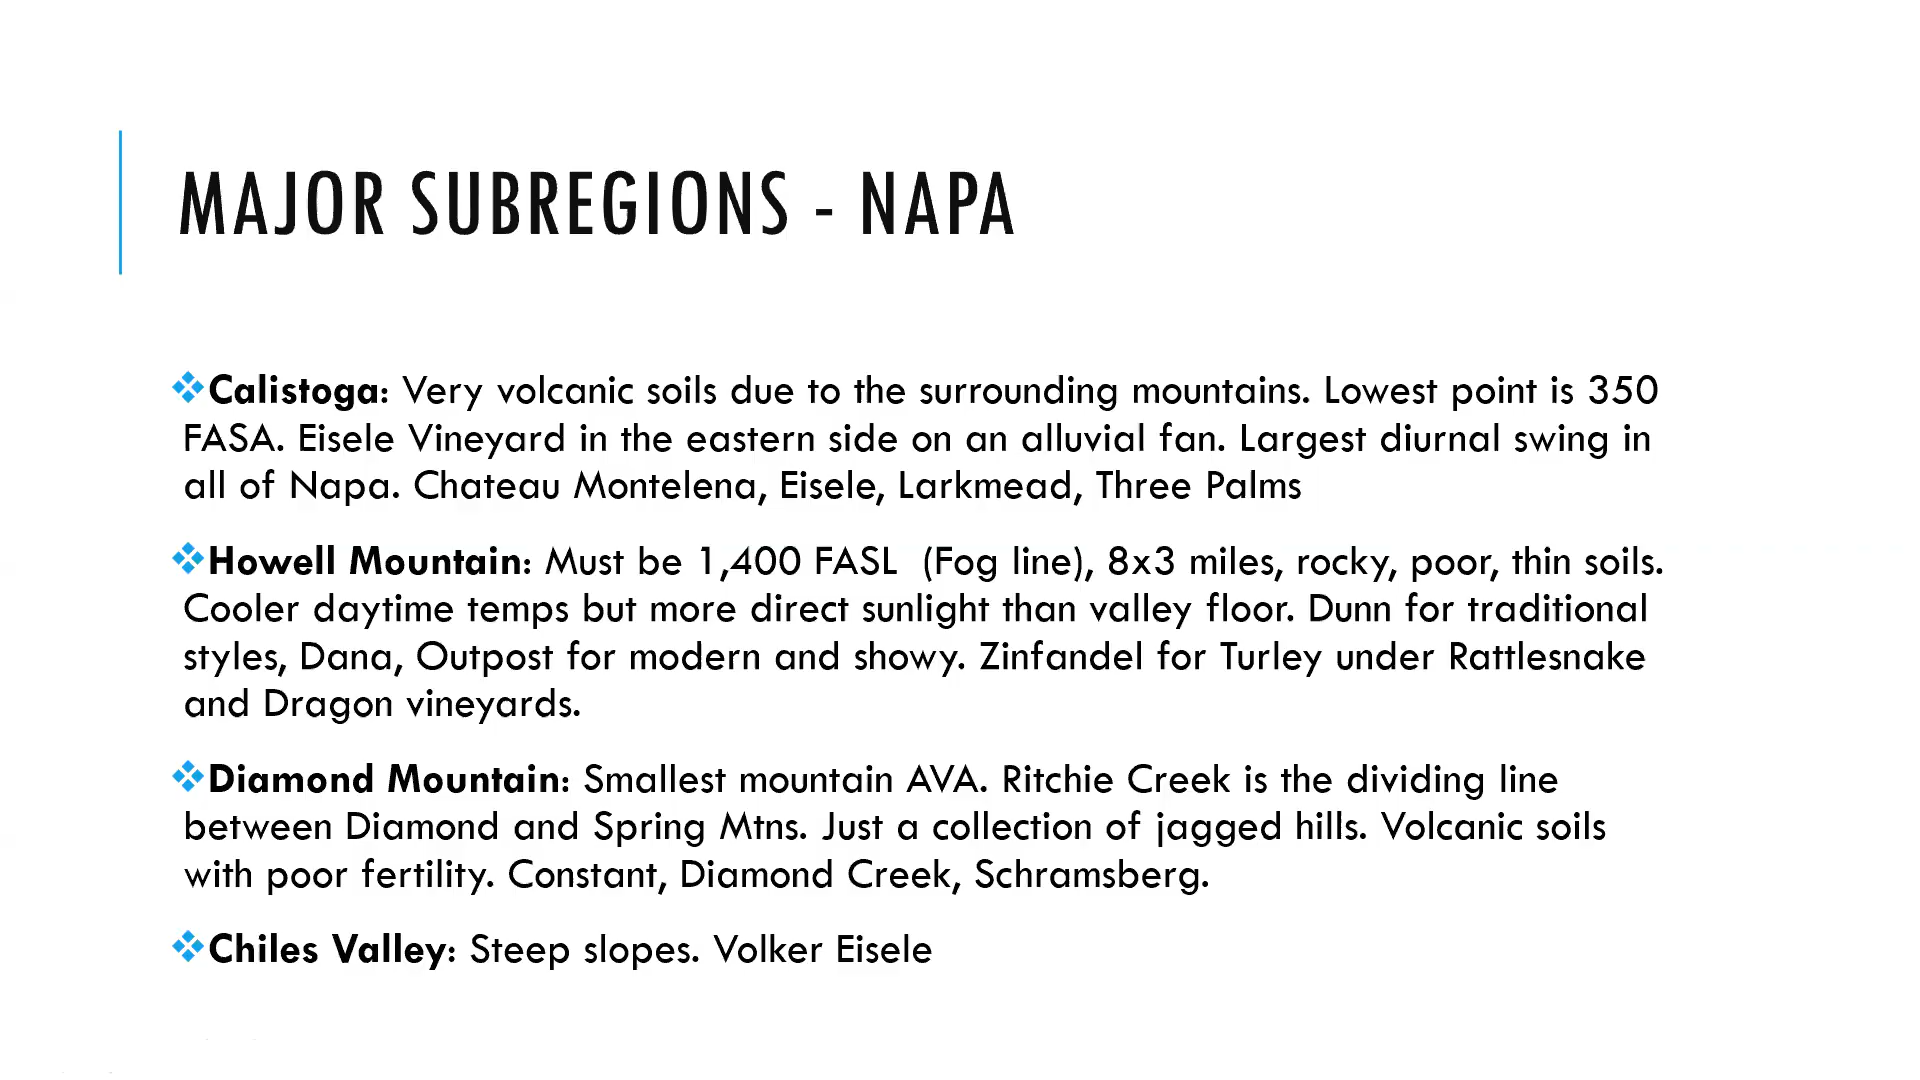 MAJOR SUBREGIONS - NAPA
❖Calistoga: Very volcanic soils due to the surrounding mountains. Lowest point is 350
FASA. Eisele Vineyard in the eastern side on an alluvial fan. Largest diurnal swing in
all of Napa. Chateau Montelena, Eisele, Larkmead, Three Palms
❖Howell Mountain: Must be 1,400 FASL  (Fog line), 8x3 miles, rocky, poor, thin soils.
Cooler daytime temps but more direct sunlight than valley floor. Dunn for traditional
styles, Dana, Outpost for modern and showy. Zinfandel for Turley under Rattlesnake
and Dragon vineyards.
❖Diamond Mountain: Smallest mountain AVA. Ritchie Creek is the dividing line
between Diamond and Spring Mtns. Just a collection of jagged hills. Volcanic soils
with poor fertility. Constant, Diamond Creek, Schramsberg.
❖Chiles Valley: Steep slopes. Volker Eisele